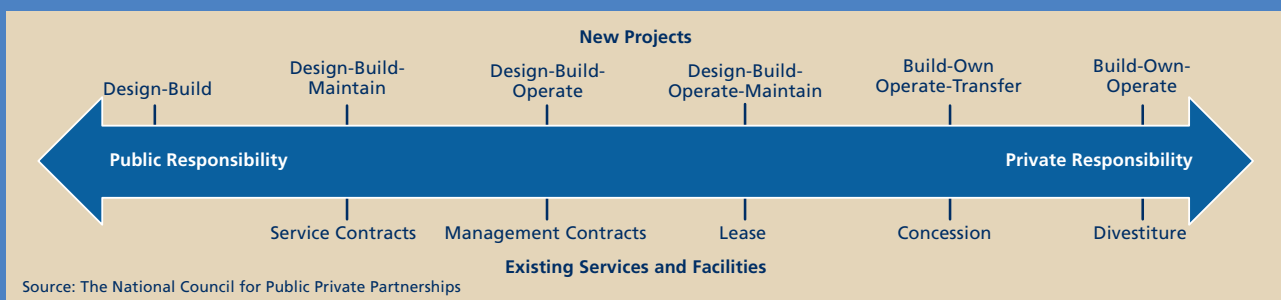 New Projects
Design-Build
Design-Build-
Maintain
Design-Build-
Operate
Design-Build-
Operate-Maintain
Build-Own
Operate-Transfer
Build-Own-
Operate
Public Responsibility
Private Responsibility
Service Contracts
Management Contracts
Lease
Concession
Divestiture
Existing Services and Facilities
Source: The National Council for Public Private Partnerships